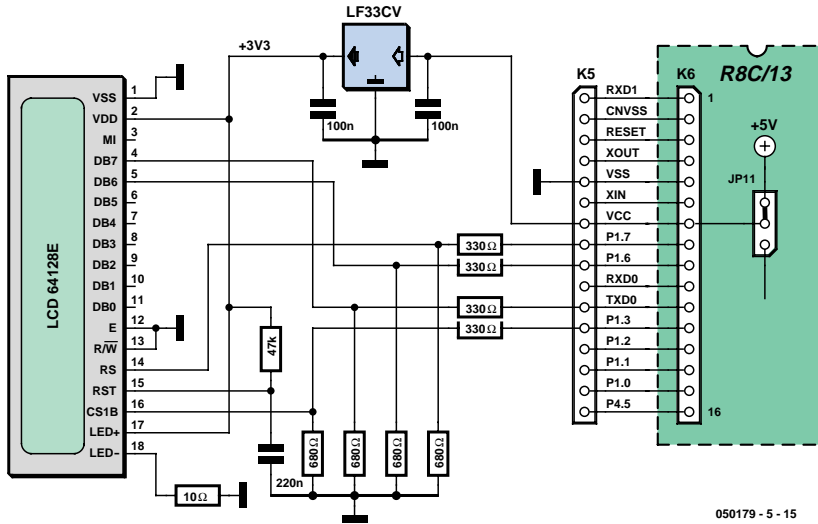 LF33CV
+3V3
100n
100n
LCD 64128E
VSS 1
VDD 2
MI 3
DB7 4
DB6 5
DB5 6
DB4 7
DB3 8
DB2 9
DB1 10
DB0 11
E 12
R/W̅ 13
RS 14
RST 15
CS1B 16
LED+ 17
LED− 18
10Ω
47k
220n
680Ω
680Ω
680Ω
680Ω
330Ω
330Ω
330Ω
330Ω
K5
RXD1
CNVSS
RESET
XOUT
VSS
XIN
VCC
P1.7
P1.6
RXD0
TXD0
P1.3
P1.2
P1.1
P1.0
P4.5
K6
R8C/13
1
16
+5V
JP11
050179 - 5 - 15